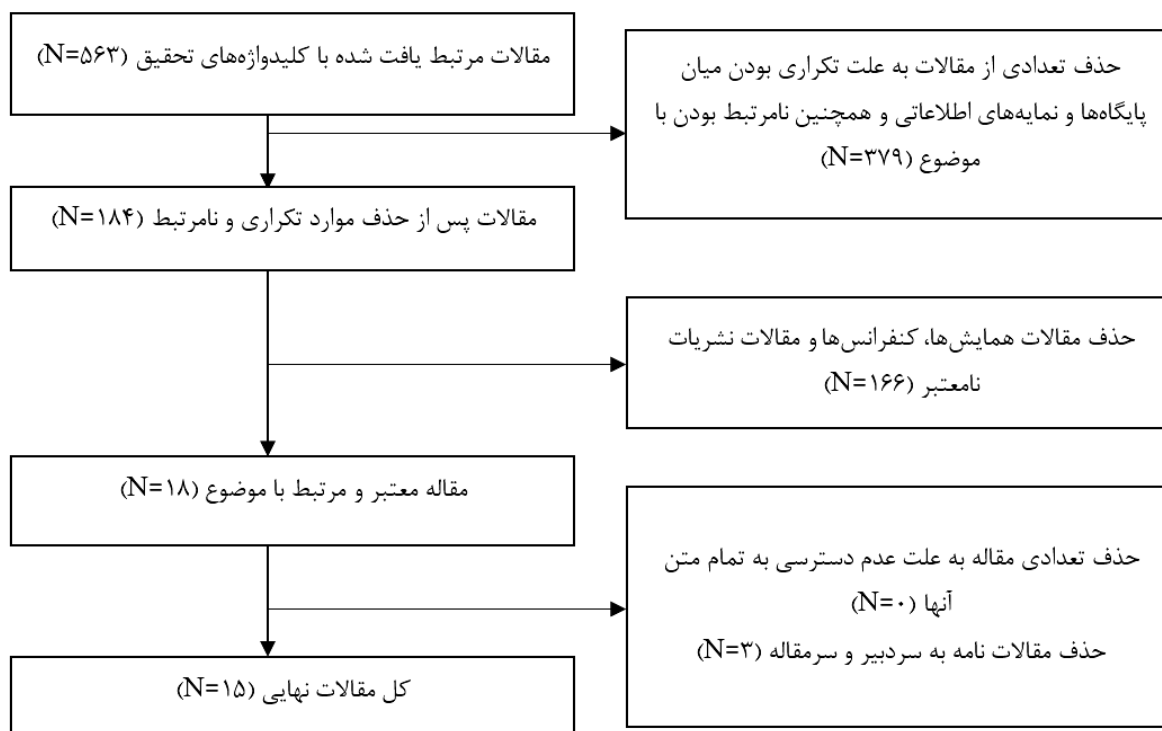 مقالات مرتبط یافت شده با کلیدواژه‌های تحقیق (N=۵۶۳)
حذف تعدادی از مقالات به علت تکراری بودن میان
پایگاه‌ها و نمایه‌های اطلاعاتی و همچنین نامرتبط بودن با
موضوع (N=۳۷۹)
مقالات پس از حذف موارد تکراری و نامرتبط (N=۱۸۴)
حذف مقالات همایش‌ها، کنفرانس‌ها و مقالات نشریات
نامعتبر (N=۱۶۶)
مقاله معتبر و مرتبط با موضوع (N=۱۸)
حذف تعدادی مقاله به علت عدم دسترسی به تمام متن
آنها (N=۰)
حذف مقالات نامه به سردبیر و سرمقاله (N=۳)
کل مقالات نهایی (N=۱۵)